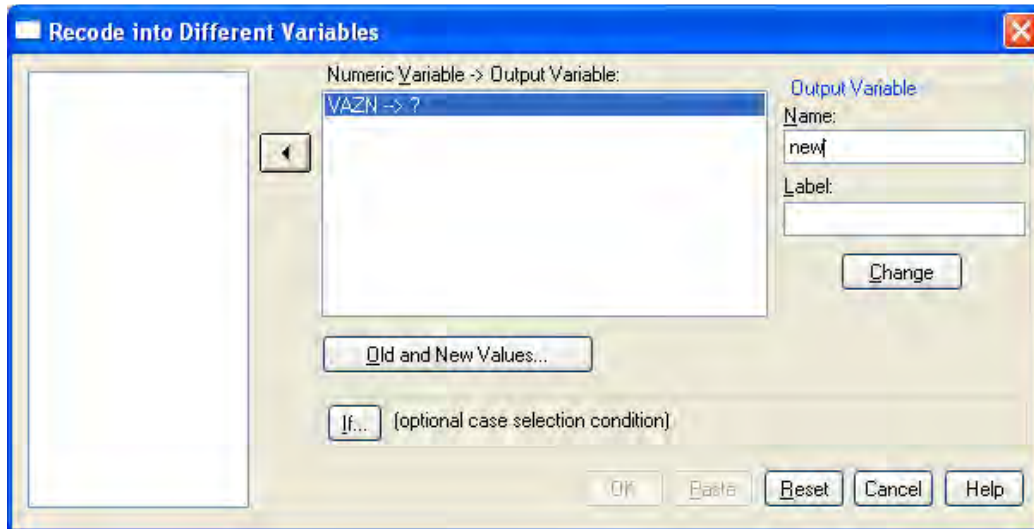 Recode into Different Variables
Numeric Variable -> Output Variable:
VAZN --> ?
Output Variable
Name:
new
Label:
Change
Old and New Values...
If... (optional case selection condition)
OK Paste Reset Cancel Help